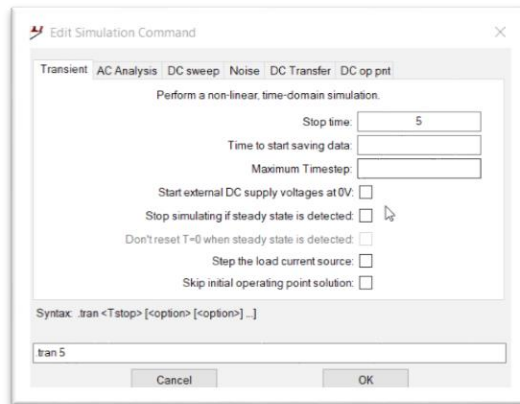 Edit Simulation Command
Transient AC Analysis DC sweep Noise DC Transfer DC op pnt
Perform a non-linear, time-domain simulation.
Stop time: 5
Time to start saving data:
Maximum Timestep:
Start external DC supply voltages at 0V:
Stop simulating if steady state is detected:
Don't reset T=0 when steady state is detected:
Step the load current source:
Skip initial operating point solution:
Syntax: .tran <Tstop> [<option> [<option>] ...]
.tran 5
Cancel OK